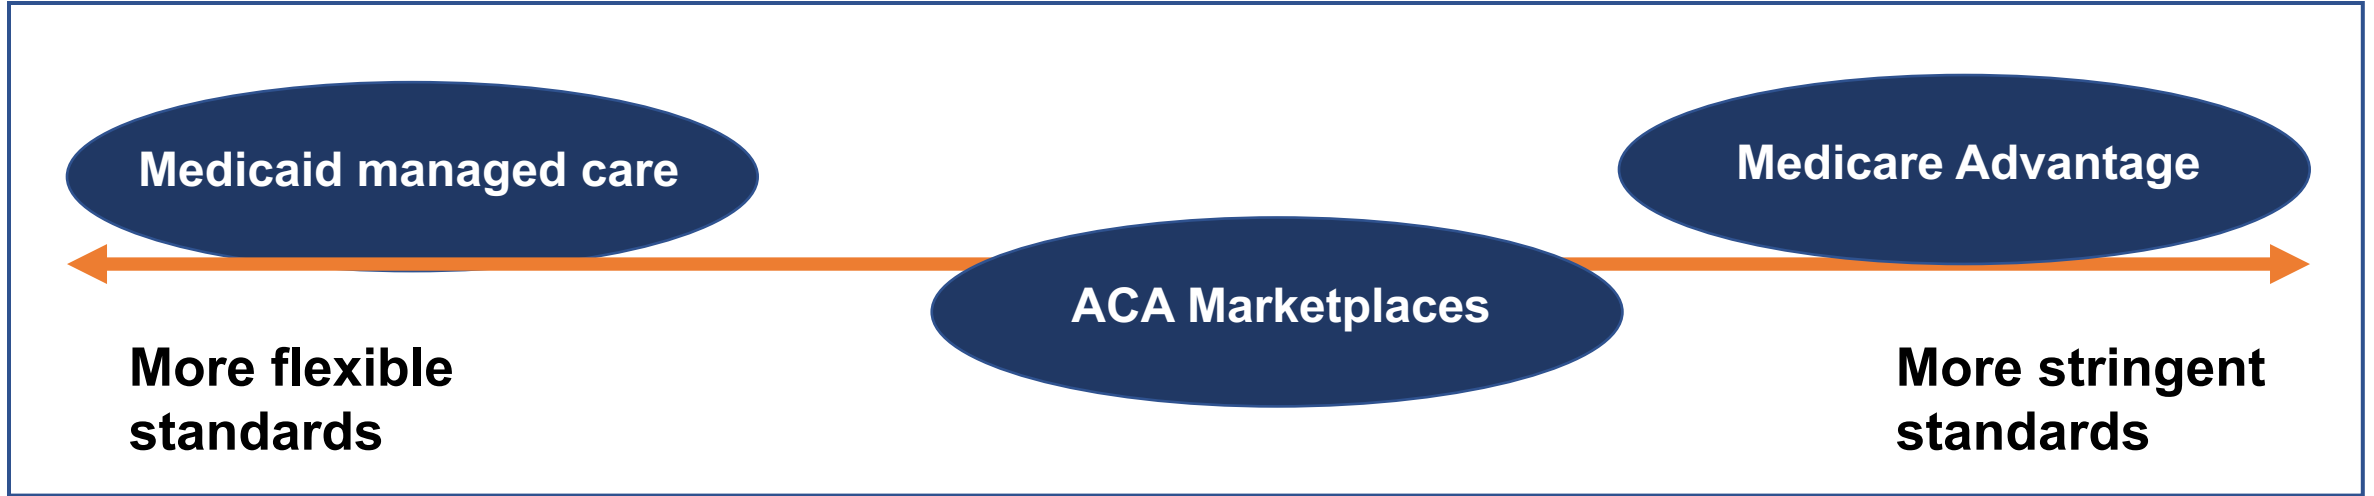 Medicaid managed care
Medicare Advantage
ACA Marketplaces
More flexible
standards
More stringent
standards